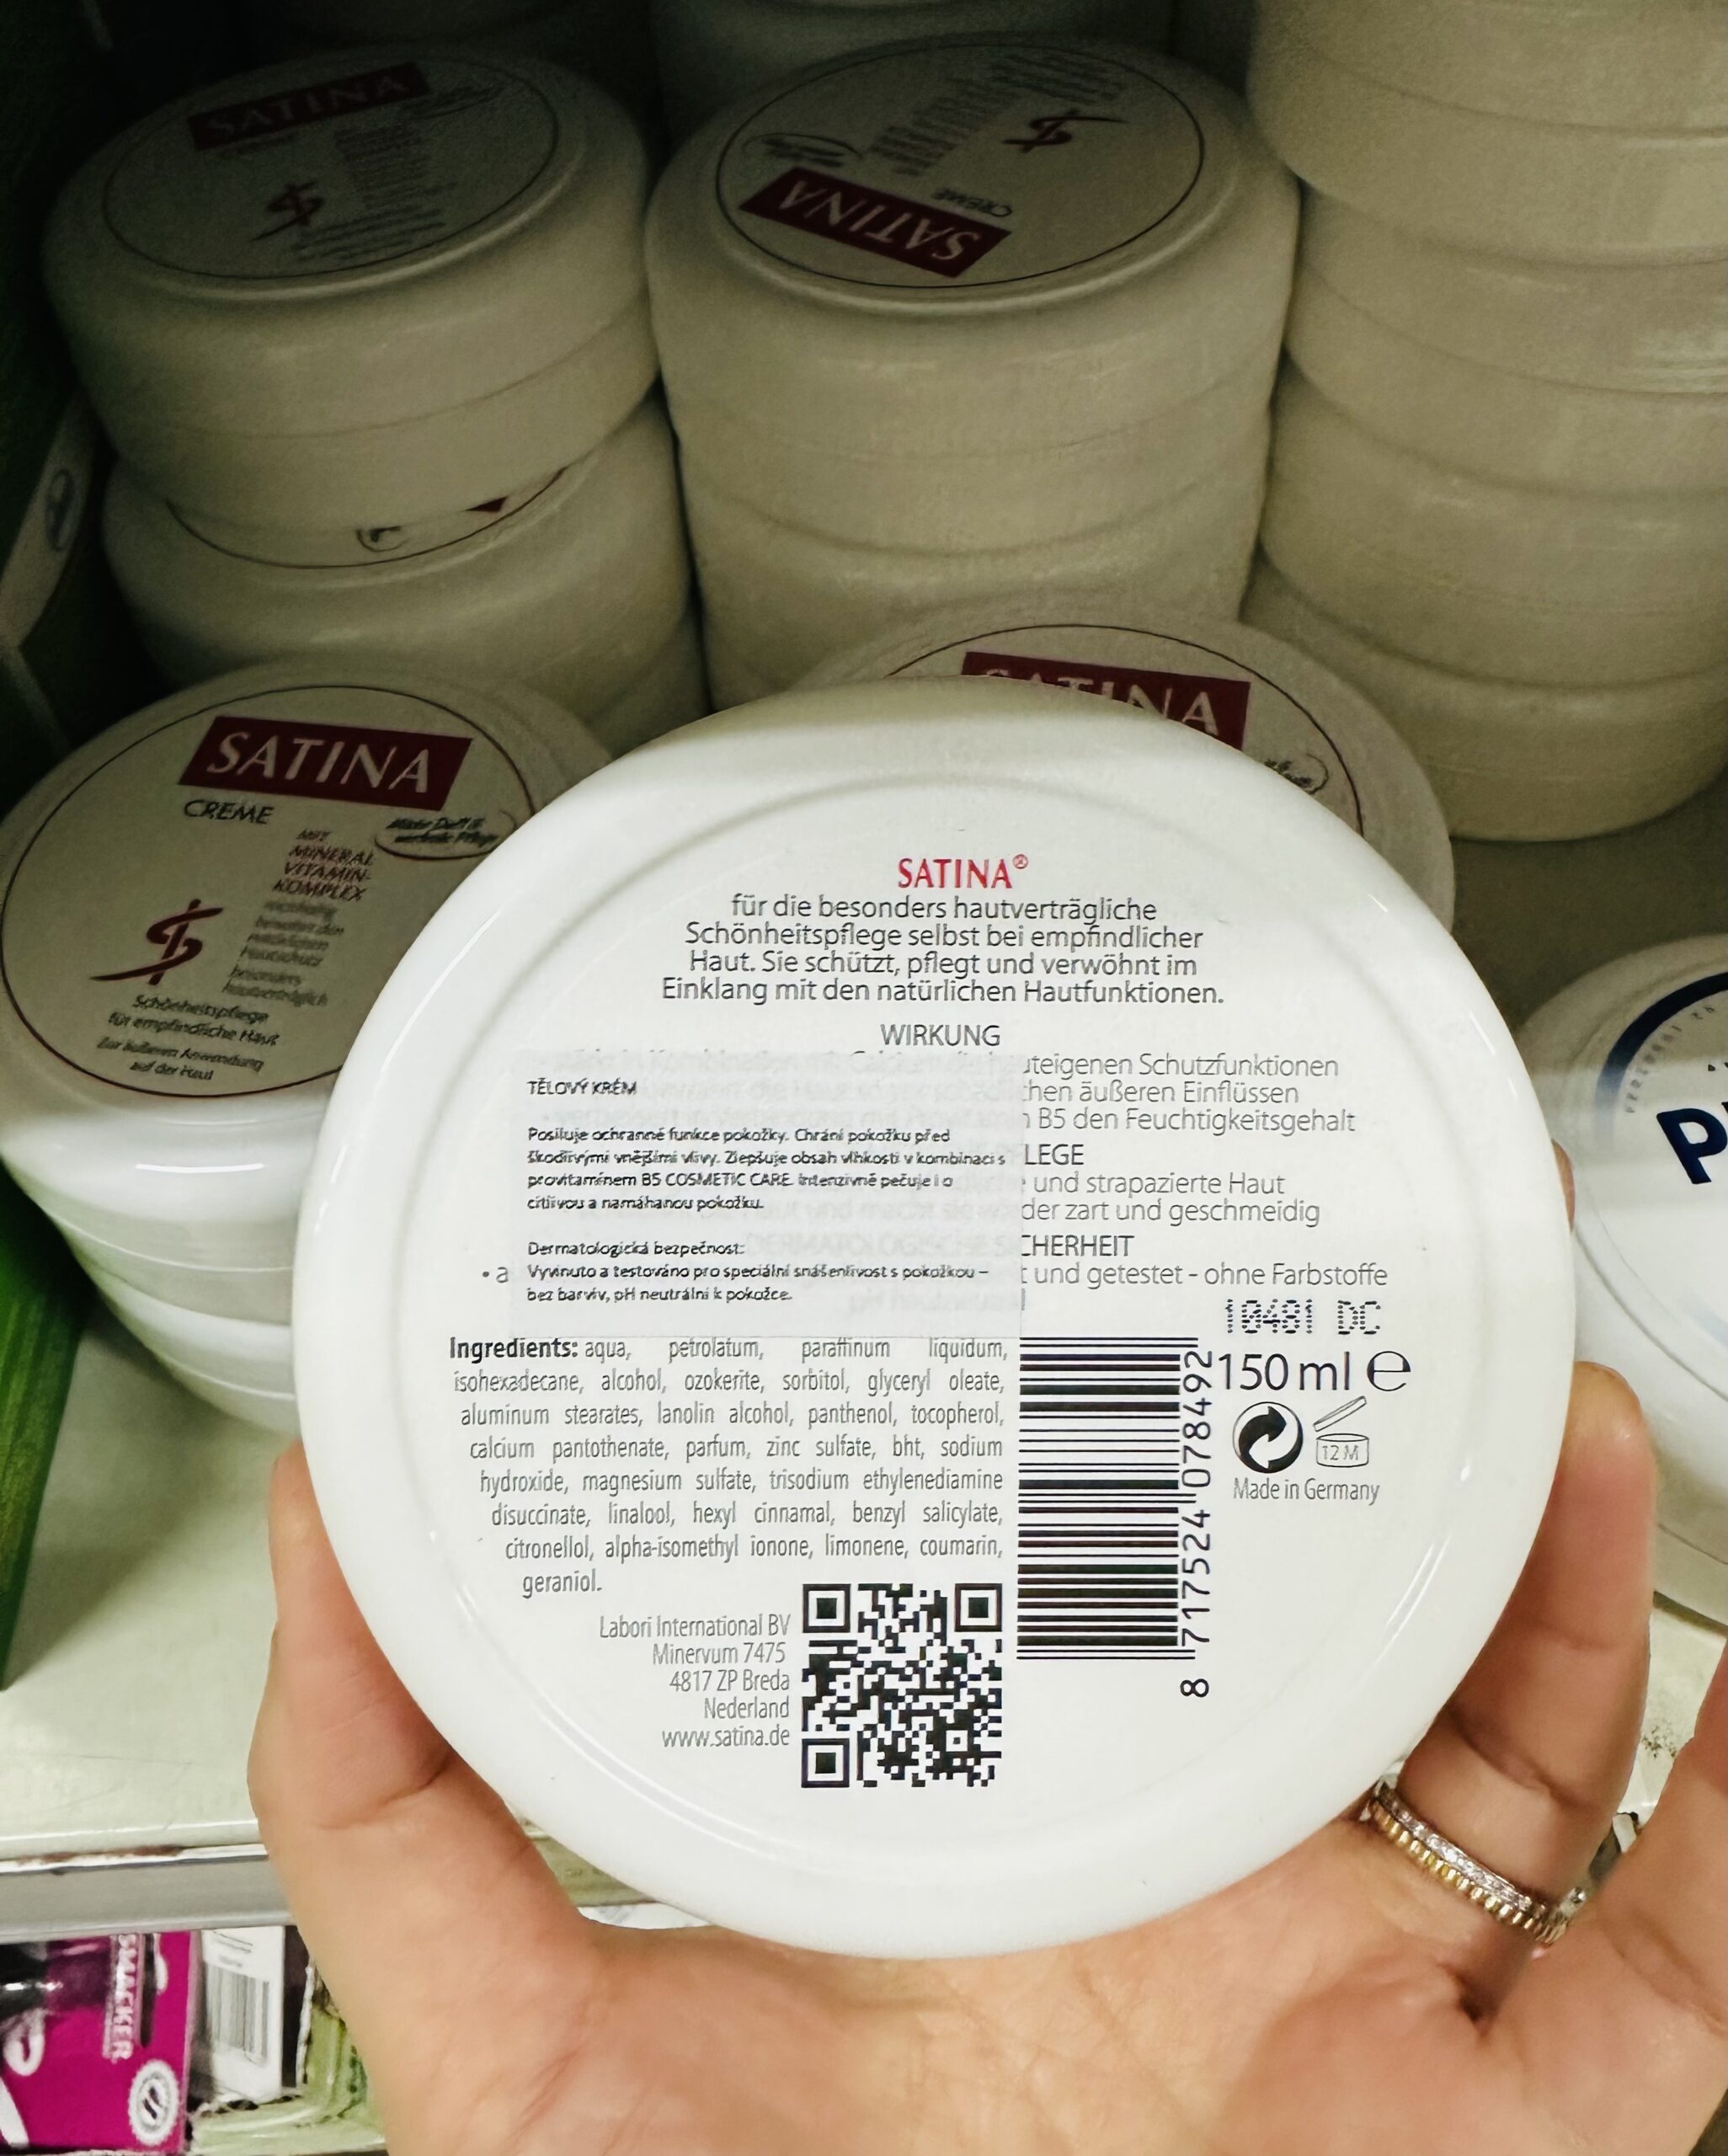 SATINA
SATINA
CREME
SATINA
SATINA
CREME
MIT
MINERAL
VITAMIN-
KOMPLEX
besonders
hautverträglich
Schönheitspflege
für empfindliche Haut
Zur äußeren Anwendung
auf der Haut
SATINA®
für die besonders hautverträgliche
Schönheitspflege selbst bei empfindlicher
Haut. Sie schützt, pflegt und verwöhnt im
Einklang mit den natürlichen Hautfunktionen.
WIRKUNG
uteigenen Schutzfunktionen
chen äußeren Einflüssen
n B5 den Feuchtigkeitsgehalt
LEGE
und strapazierte Haut
der zart und geschmeidig
CHERHEIT
t und getestet - ohne Farbstoffe
TĚLOVÝ KRÉM
Posiluje ochranné funkce pokožky. Chrání pokožku před
škodlivými vnějšími vlivy. Zlepšuje obsah vlhkosti v kombinaci s
provitamínem B5 COSMETIC CARE. Intenzivně pečuje i o
citlivou a namáhanou pokožku.
Dermatologická bezpečnost:
• a Vyvinuto a testováno pro speciální snášenlivost s pokožkou –
bez barviv, pH neutrální k pokožce.
10481 DC
Ingredients: aqua, petrolatum, paraffinum liquidum,
isohexadecane, alcohol, ozokerite, sorbitol, glyceryl oleate,
aluminum stearates, lanolin alcohol, panthenol, tocopherol,
calcium pantothenate, parfum, zinc sulfate, bht, sodium
hydroxide, magnesium sulfate, trisodium ethylenediamine
disuccinate, linalool, hexyl cinnamal, benzyl salicylate,
citronellol, alpha-isomethyl ionone, limonene, coumarin,
geraniol.
8 717524 078492
150 ml ℮
12 M
Made in Germany
Labori International BV
Minervum 7475
4817 ZP Breda
Nederland
www.satina.de
P
SMACKER